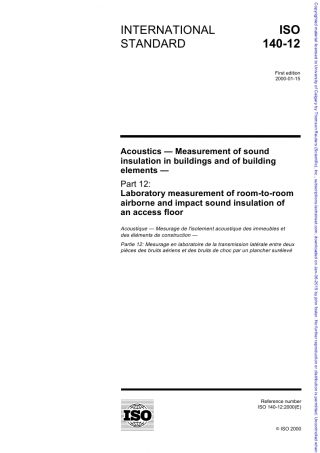 INTERNATIONAL
STANDARD
ISO
140-12
First edition
2000-01-15
Acoustics — Measurement of sound
insulation in buildings and of building
elements —
Part 12:
Laboratory measurement of room-to-room
airborne and impact sound insulation of
an access floor
Acoustique — Mesurage de l'isolement acoustique des immeubles et
des éléments de construction —
Partie 12: Mesurage en laboratoire de la transmission latérale entre deux
pièces des bruits aériens et des bruits de choc par un plancher surélevé
ISO
Reference number
ISO 140-12:2000(E)
© ISO 2000
Copyrighted material licensed to University of Calgary by Thomson Reuters (Scientific), Inc., subscriptions.techstreet.com, downloaded on
No further reproduction or distribution is permitted. Uncontrolled when